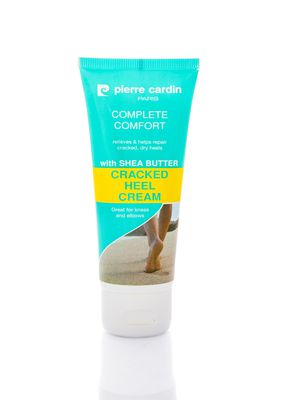 pierre cardin
PARIS
COMPLETE
COMFORT
relieves & helps repair
cracked, dry heels
with SHEA BUTTER
CRACKED
HEEL
CREAM
Great for knees
and elbows